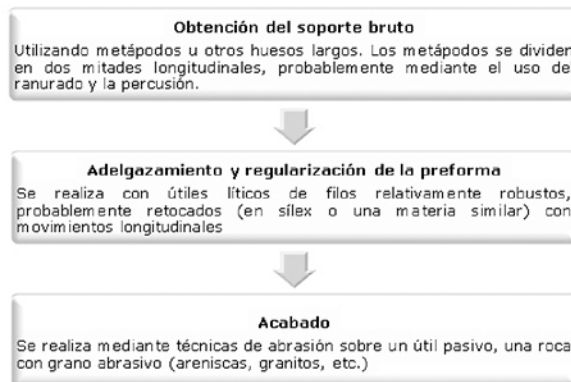 Obtención del soporte bruto
Utilizando metápodos u otros huesos largos. Los metápodos se dividen
en dos mitades longitudinales, probablemente mediante el uso de
ranurado y la percusión.
Adelgazamiento y regularización de la preforma
Se realiza con útiles líticos de filos relativamente robustos,
probablemente retocados (en sílex o una materia similar) con
movimientos longitudinales
Acabado
Se realiza mediante técnicas de abrasión sobre un útil pasivo, una roca
con grano abrasivo (areniscas, granitos, etc.)